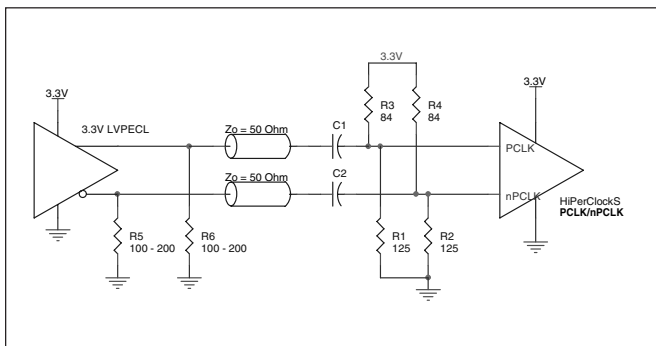 3.3V
3.3V
3.3V
R3
84
R4
84
3.3V LVPECL
Zo = 50 Ohm
C1
PCLK
Zo = 50 Ohm
C2
nPCLK
HiPerClockS
PCLK/nPCLK
R5
100 - 200
R6
100 - 200
R1
125
R2
125